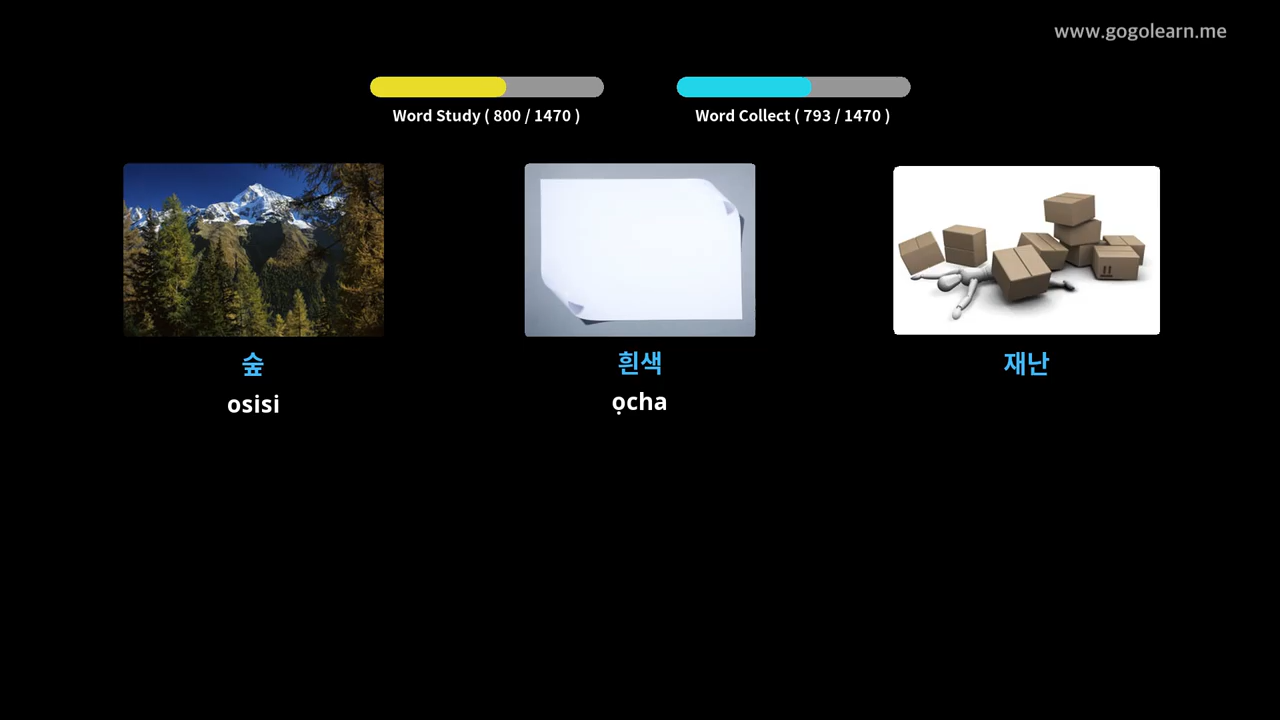 www.gogolearn.me
Word Study ( 800 / 1470 )
Word Collect ( 793 / 1470 )
숲
osisi
흰색
ọcha
재난